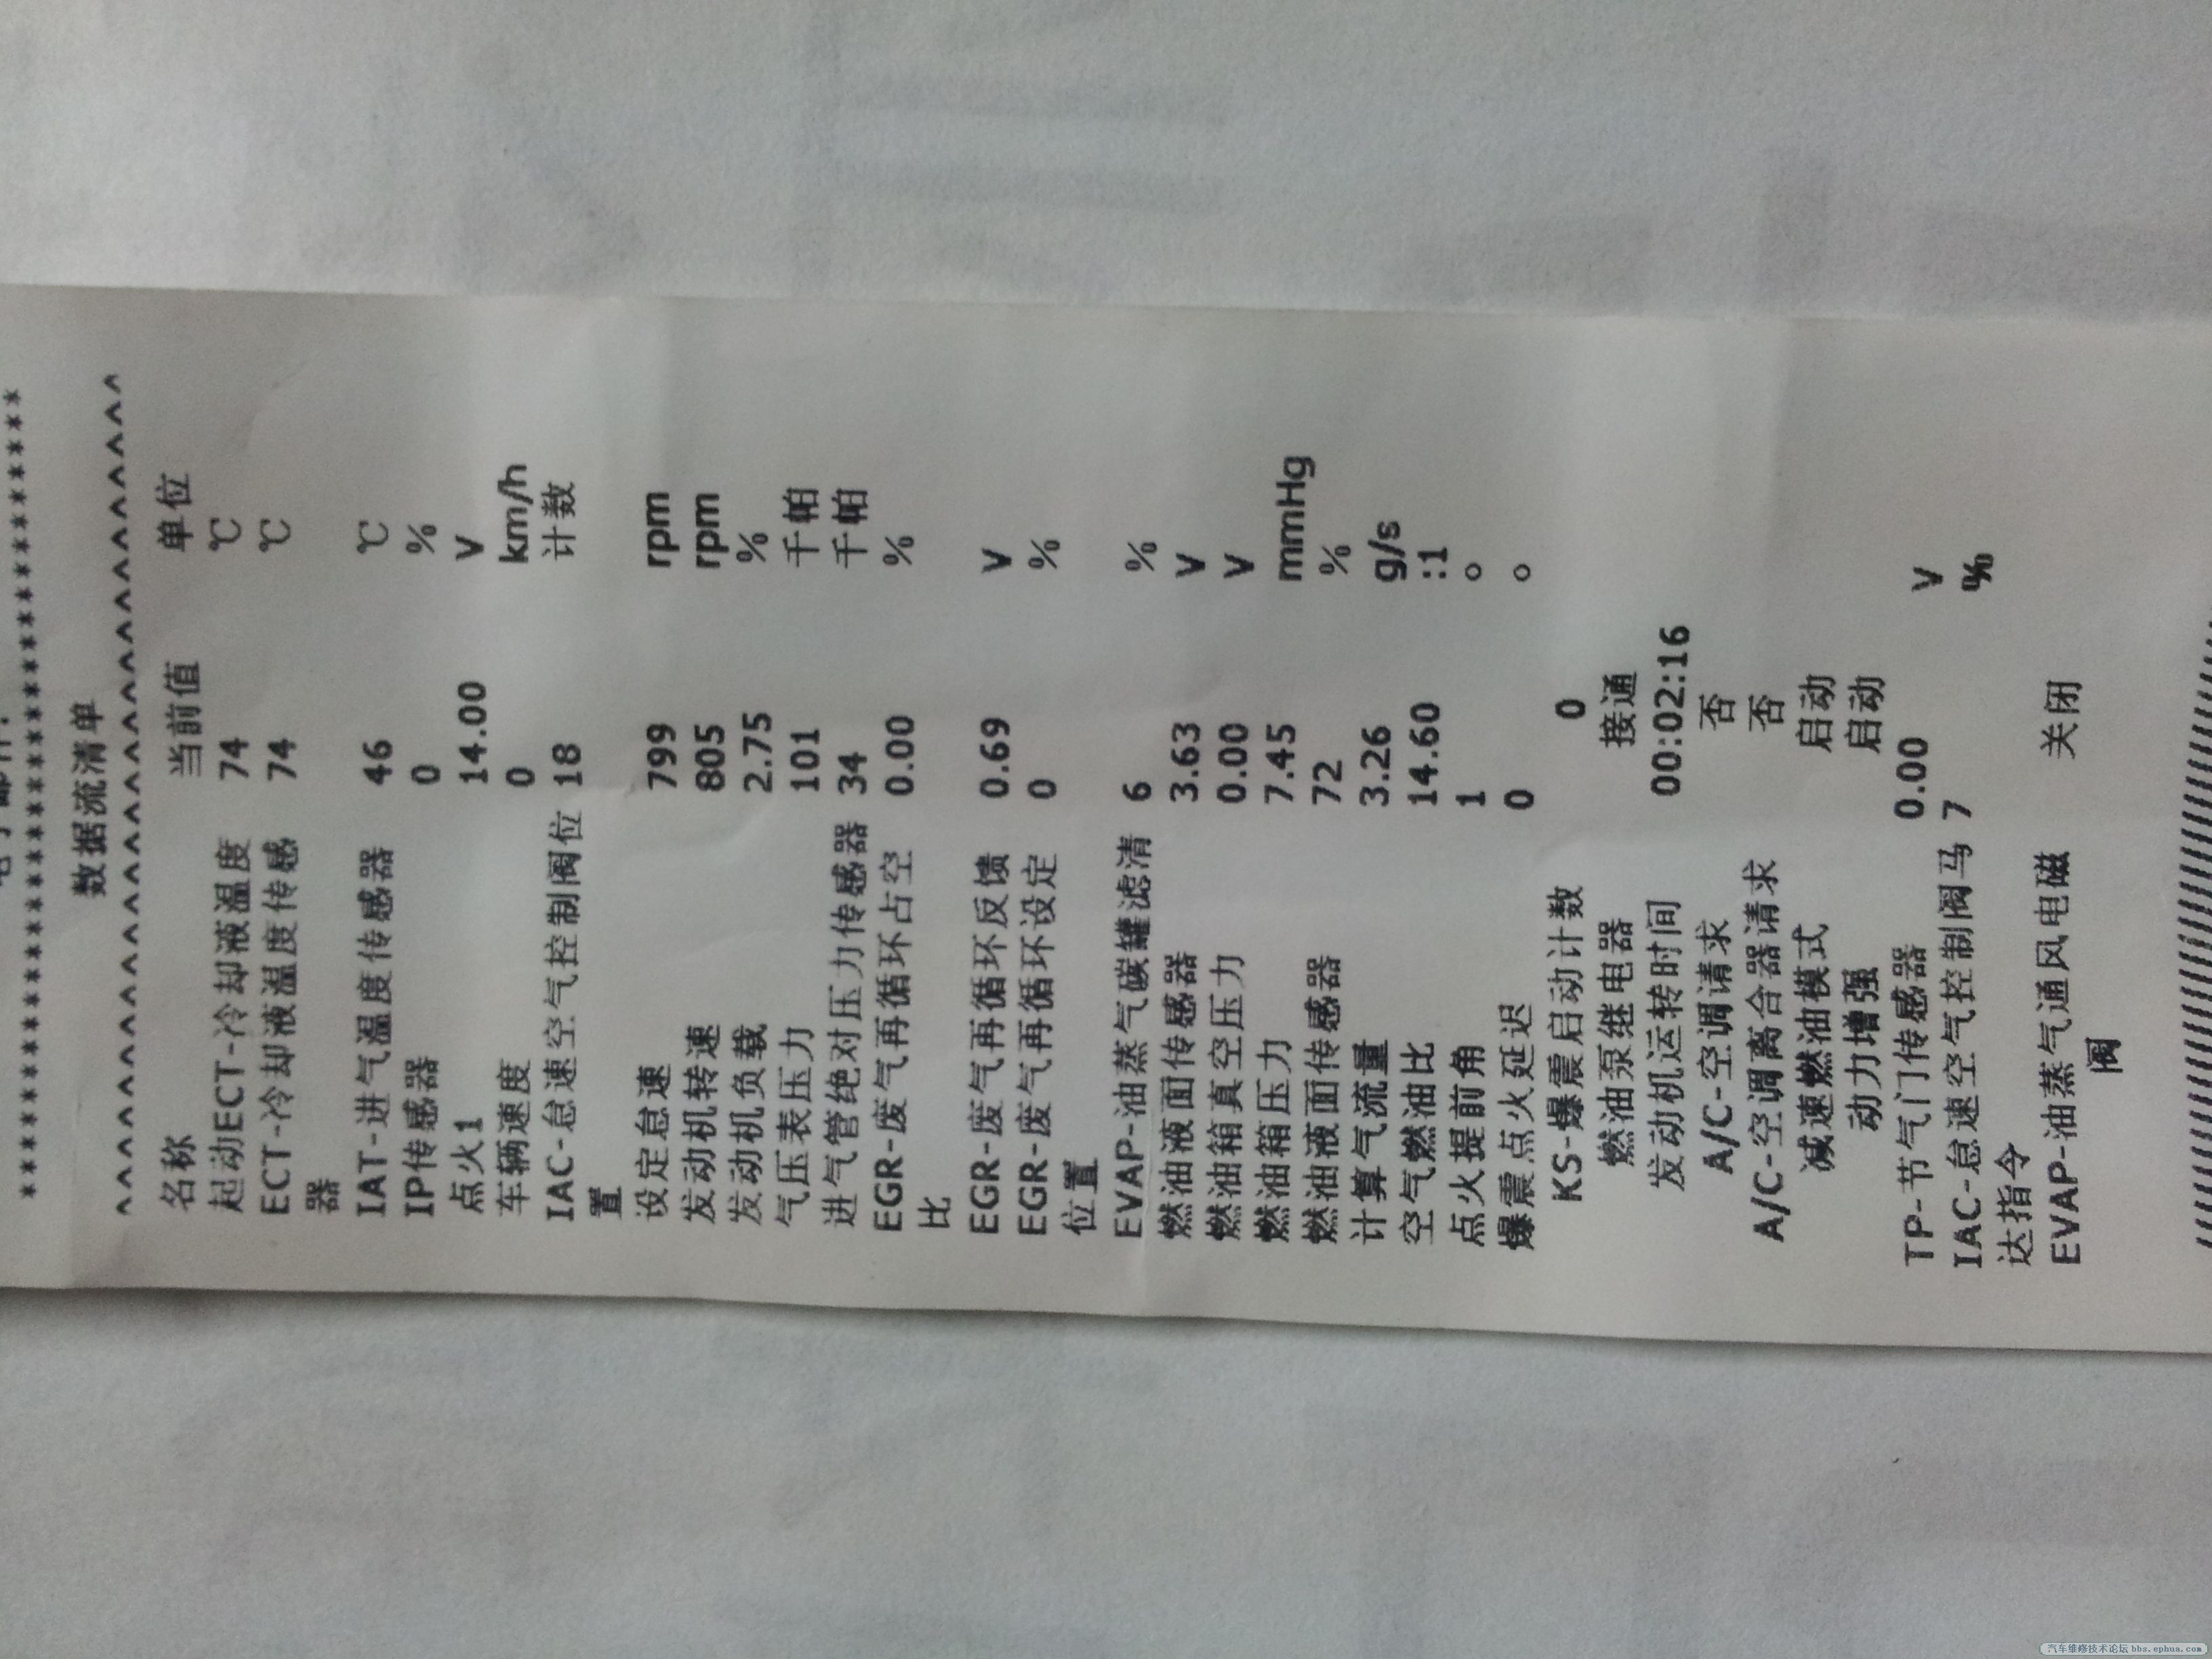 电子邮件:
****************************
数据流清单
^^^^^^^^^^^^^^^^^^^^^^^^^^^^
名称 当前值 单位
起动ECT-冷却液温度 74 ℃
ECT-冷却液温度传感 74 ℃
器
IAT-进气温度传感器 46 ℃
IP传感器 0 %
点火1 14.00 V
车辆速度 0 km/h
IAC-怠速空气控制阀位 18 计数
置
设定怠速 799 rpm
发动机转速 805 rpm
发动机负载 2.75 %
气压表压力 101 千帕
进气管绝对压力传感器 34 千帕
EGR-废气再循环占空 0.00 %
比
EGR-废气再循环反馈 0.69 V
EGR-废气再循环设定 0 %
位置
EVAP-油蒸气碳罐滤清 6 %
燃油液面传感器 3.63 V
燃油箱真空压力 0.00 V
燃油箱压力 7.45 mmHg
燃油液面传感器 72 %
计算气流量 3.26 g/s
空气燃油比 14.60 :1
点火提前角 1 °
爆震点火延迟 0 °
KS-爆震启动计数 0
燃油泵继电器 接通
发动机运转时间 00:02:16
A/C-空调请求 否
A/C-空调离合器请求 否
减速燃油模式 启动
动力增强 启动
TP-节气门传感器 0.00 V
IAC-怠速空气控制阀马 7 %
达指令
EVAP-油蒸气通风电磁 关闭
阀
汽车维修技术论坛 bbs.ephua.com